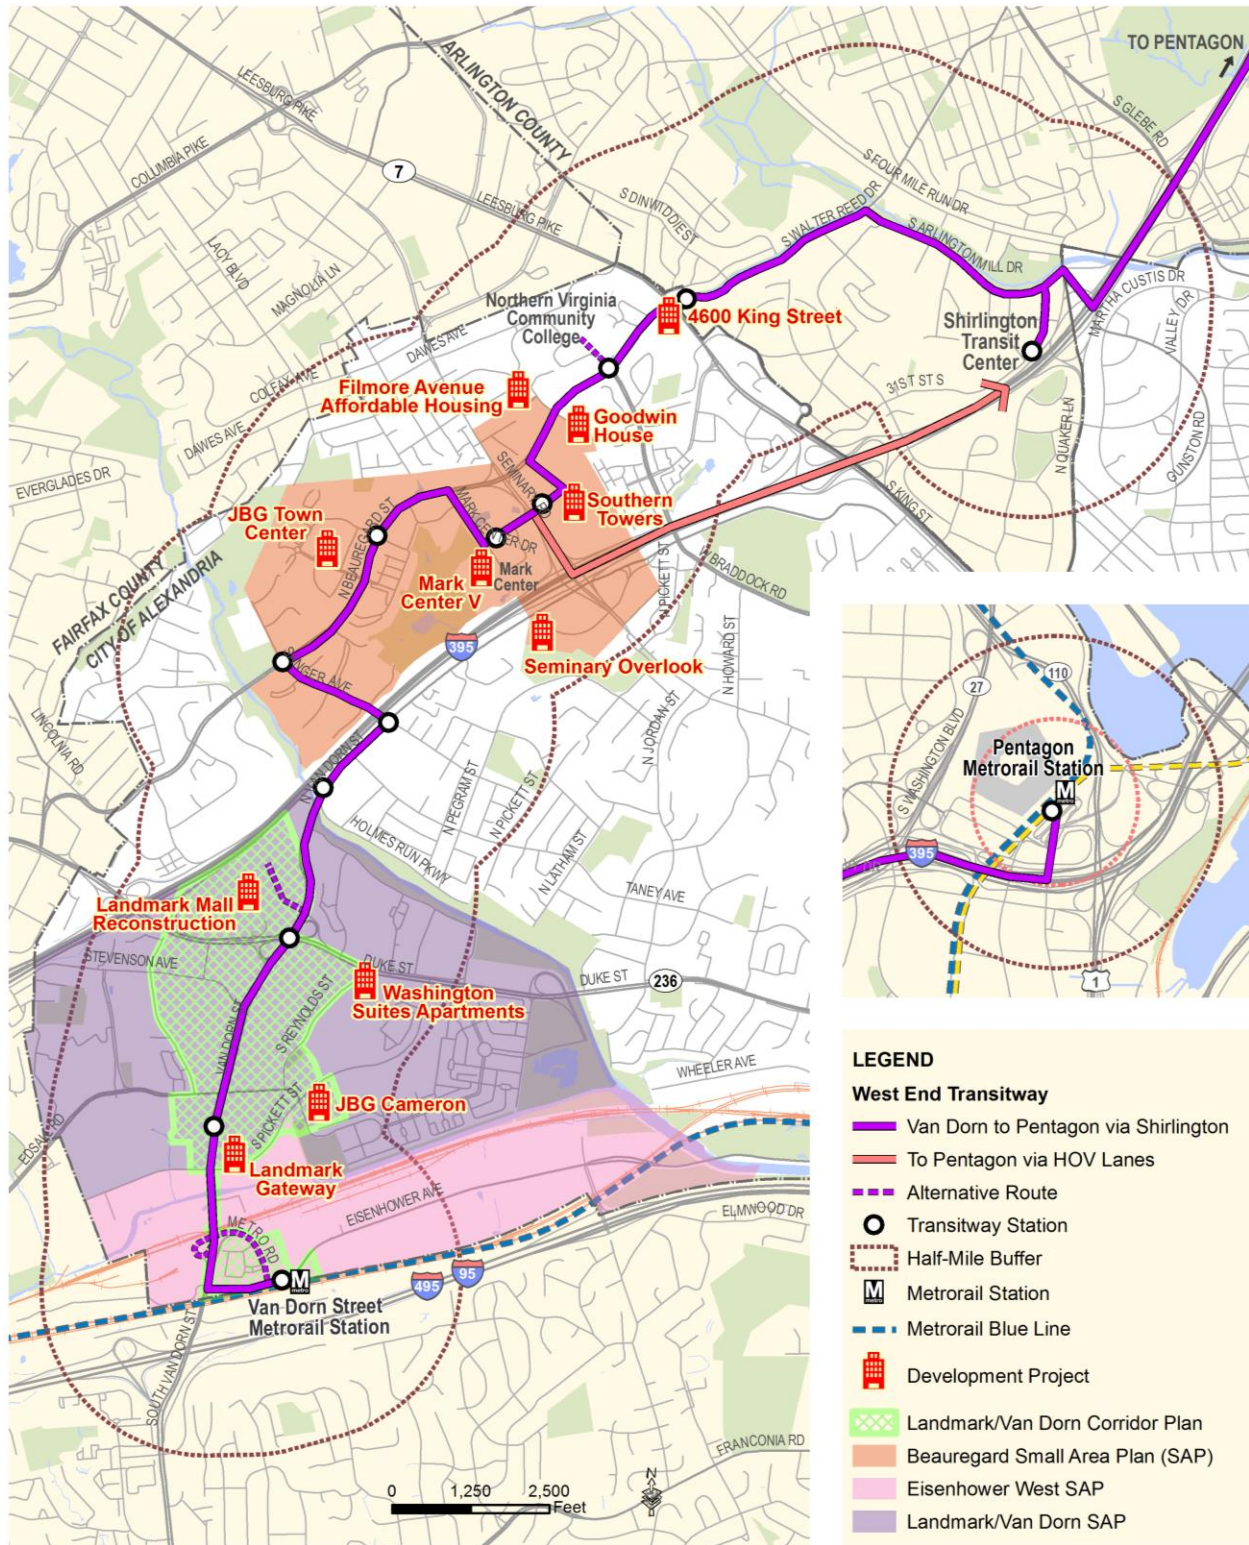 TO PENTAGON
ARLINGTON COUNTY
LEESBURG PIKE
COLUMBIA PIKE
7
LEESBURG PIKE
S GLEBE RD
S FOUR MILE RUN DR
S DINWIDDIE ST
S WALTER REED DR
S ARLINGTON MILL DR
LACY BLVD
MAGNOLIA LN
MARTHA CUSTIS DR
VALLEY DR
Northern Virginia
Community
College
4600 King Street
Shirlington
Transit
Center
DAWES AVE
COLFAX AVE
31ST ST S
Filmore Avenue
Affordable Housing
Goodwin
House
N QUAKER LN
GUNSTON RD
DAWES AVE
EVERGLADES DR
SEMINARY RD
S KING ST
JBG Town
Center
N BEAUREGARD ST
MARK CENTER DR
Southern
Towers
Mark
Center V
Mark
Center
N PICKETT ST
N BRADDOCK RD
FAIRFAX COUNTY
CITY OF ALEXANDRIA
395
Seminary Overlook
N HOWARD ST
SANGER AVE
N JORDAN ST
LINCOLNIA RD
N VAN DORN ST
N PEGRAM ST
N PICKETT ST
HOLMES RUN PKWY
N LATHAM ST
TANEY AVE
Landmark Mall
Reconstruction
STEVENSON AVE
DUKE ST
DUKE ST
236
Washington
Suites Apartments
S REYNOLDS ST
VAN DORN ST
WHEELER AVE
JBG Cameron
EDSALL RD
S PICKETT ST
Landmark
Gateway
EISENHOWER AVE
ELMWOOD DR
METRO RD
M
metro
495
95
Van Dorn Street
Metrorail Station
SOUTH VAN DORN ST
FRANCONIA RD
N
0 1,250 2,500
Feet
27
110
S WASHINGTON BLVD
Pentagon
Metrorail Station
M
metro
395
1
LEGEND
West End Transitway
Van Dorn to Pentagon via Shirlington
To Pentagon via HOV Lanes
Alternative Route
Transitway Station
Half-Mile Buffer
M
metro
Metrorail Station
Metrorail Blue Line
Development Project
Landmark/Van Dorn Corridor Plan
Beauregard Small Area Plan (SAP)
Eisenhower West SAP
Landmark/Van Dorn SAP